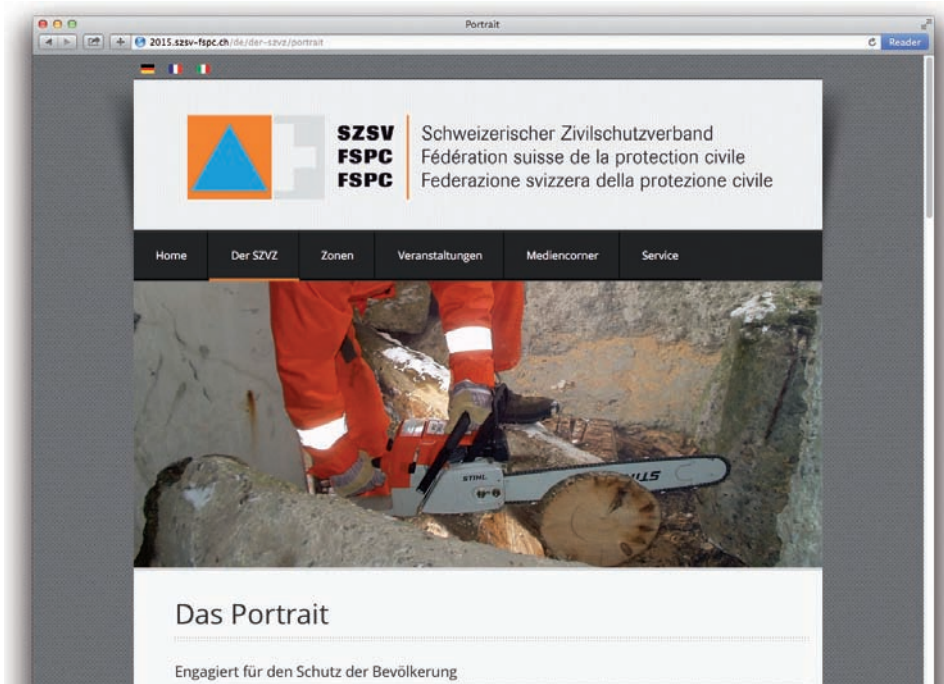 Portrait
2015.szsv-fspc.ch/de/der-szvz/portrait
Reader
SZSV Schweizerischer Zivilschutzverband
FSPC Fédération suisse de la protection civile
FSPC Federazione svizzera della protezione civile
Home Der SZVZ Zonen Veranstaltungen Mediencorner Service
STIHL
STIHL
Das Portrait
Engagiert für den Schutz der Bevölkerung